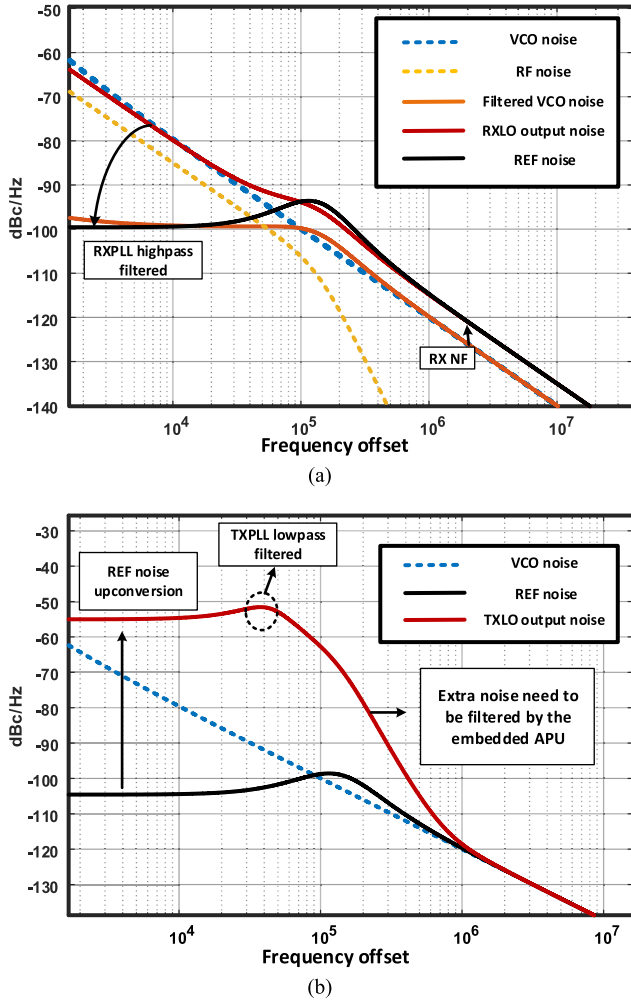 -50
-60
-70
-80
-90
-100
-110
-120
-130
-140
dBc/Hz
VCO noise
RF noise
Filtered VCO noise
RXLO output noise
REF noise
RXPLL highpass
filtered
RX NF
10^4
10^5
10^6
10^7
Frequency offset
(a)
-30
-40
-50
-60
-70
-80
-90
-100
-110
-120
-130
dBc/Hz
TXPLL lowpass
filtered
REF noise
upconversion
VCO noise
REF noise
TXLO output noise
Extra noise need to
be filtered by the
embedded APU
10^4
10^5
10^6
10^7
Frequency offset
(b)